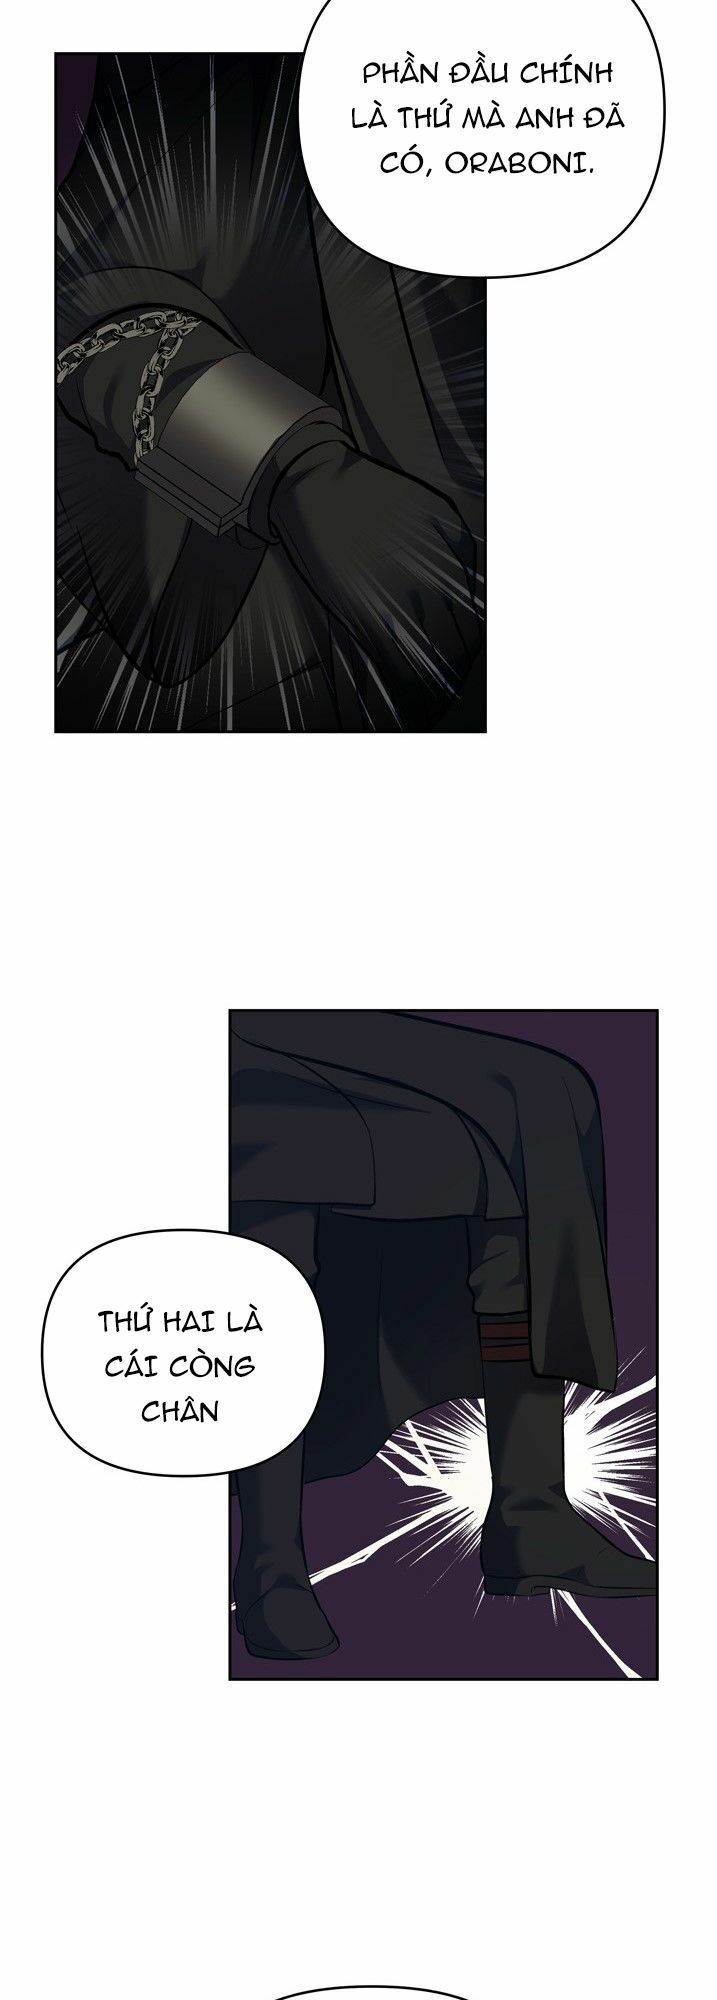 PHẦN ĐẦU CHÍNH
LÀ THỨ MÀ ANH ĐÃ
CÓ, ORABONI.
THỨ HAI LÀ
CÁI CÒNG
CHÂN